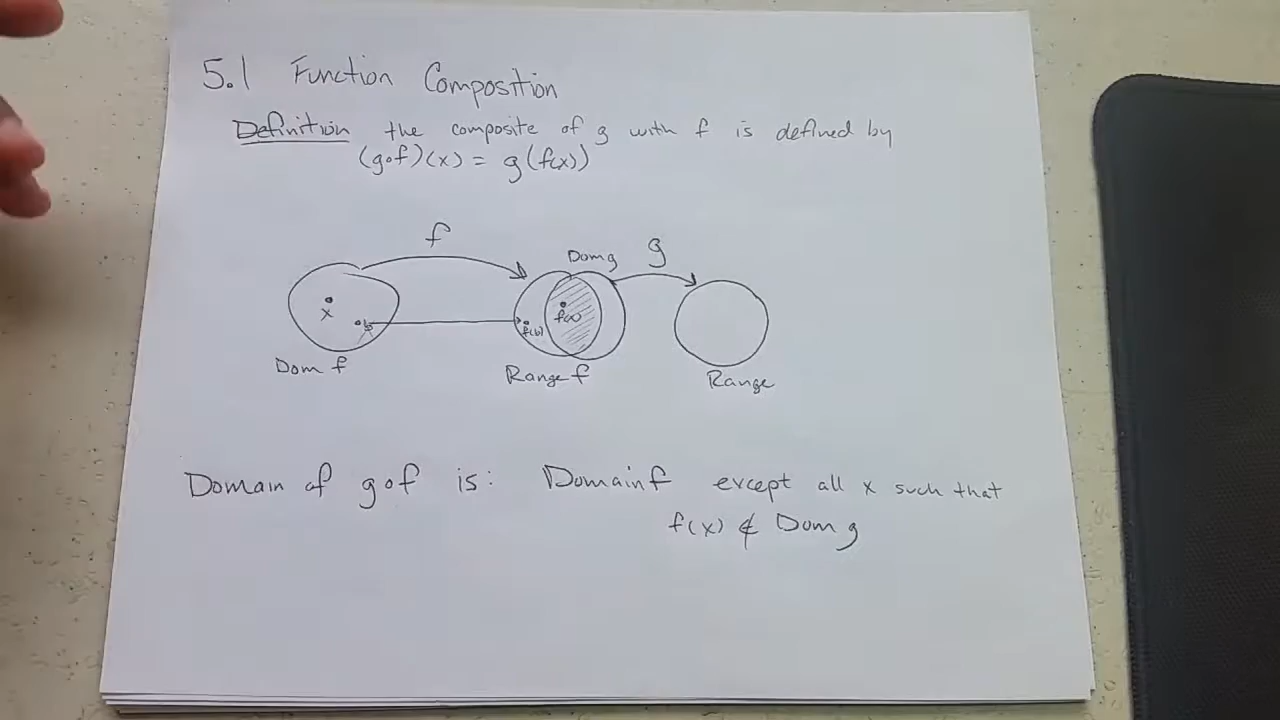 5.1 Function Composition
Definition the composite of g with f is defined by
(g∘f)(x) = g(f(x))
f
Dom g
g
x
b
f(b)
f(x)
Dom f
Range f
Range
Domain of g∘f is: Domain f except all x such that
f(x) ∉ Dom g